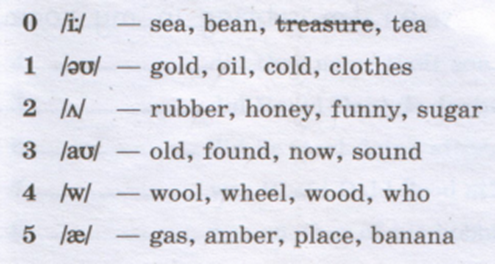 0 /iː/ — sea, bean, treasure, tea
1 /əʊ/ — gold, oil, cold, clothes
2 /ʌ/ — rubber, honey, funny, sugar
3 /aʊ/ — old, found, now, sound
4 /w/ — wool, wheel, wood, who
5 /æ/ — gas, amber, place, banana